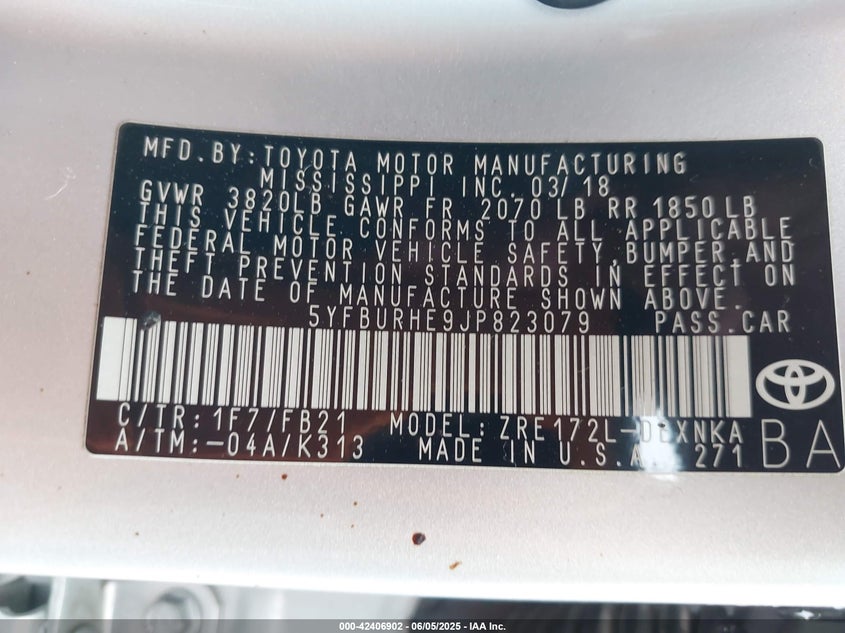 MFD.BY:TOYOTA MOTOR MANUFACTURING
MISSISSIPPI INC. 03/18
GVWR 3820LB GAWR FR 2070 LB RR 1850 LB
THIS VEHICLE CONFORMS TO ALL APPLICABLE
FEDERAL MOTOR VEHICLE SAFETY,BUMPER,AND
THEFT PREVENTION STANDARDS IN EFFECT ON
THE DATE OF MANUFACTURE SHOWN ABOVE.
5YFBURHE9JP823079 PASS.CAR
C/TR:1F7/FB21 MODEL:
A/TM:-04A/K313 MADE IN U.S.A. 271 BA
000-42406902 - 06/05/2025 - IAA Inc.